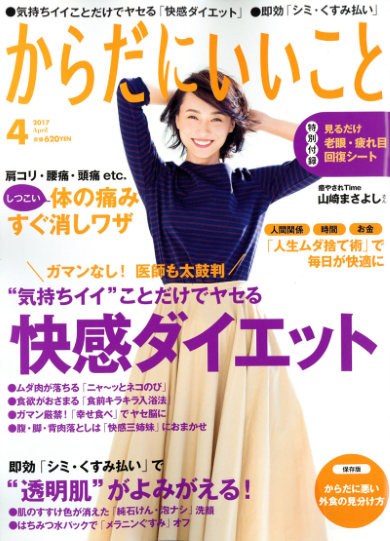 ●気持ちイイことだけでヤセる「快感ダイエット」 ●即効「シミ・くすみ払い」
からだにいいこと
4
2017
April
620YEN
特別付録
見るだけ
老眼・疲れ目
回復シート
癒やされTime
山崎まさよしさん
肩コリ・腰痛・頭痛 etc.
しつこい 体の痛み
すぐ消しワザ
人間関係 時間 お金
「人生ムダ捨て術」で
毎日が快適に
ガマンなし! 医師も太鼓判
“気持ちイイ”ことだけでヤセる
快感ダイエット
●ムダ肉が落ちる「ニャ〜ッとネコのび」
●食欲がおさまる「食前キラキラ入浴法」
●ガマン厳禁!「幸せ食べ」でヤセ脳に
●腹・脚・背肉落としは「快感三姉妹」におまかせ
即効「シミ・くすみ払い」で
“透明肌”がよみがえる!
●肌のすすけ色が消えた「純石けん・泡ナシ」洗顔
●はちみつ水パックで「メラニンぐすみ」オフ
保存版
からだに悪い
外食の見分け方